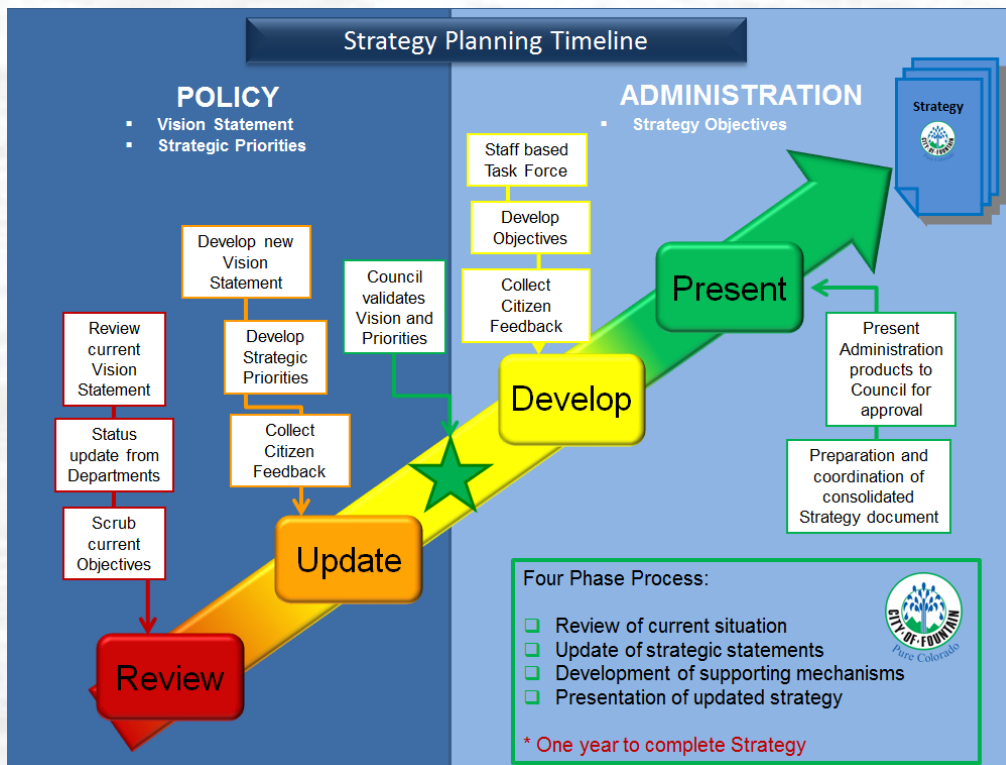 Strategy Planning Timeline
POLICY
▪ Vision Statement
▪ Strategic Priorities
ADMINISTRATION
▪ Strategy Objectives
Strategy
CITY·OF·FOUNTAIN
Review
current
Vision
Statement
Status
update from
Departments
Scrub
current
Objectives
Review
Develop new
Vision
Statement
Develop
Strategic
Priorities
Collect
Citizen
Feedback
Update
Council
validates
Vision and
Priorities
Staff based
Task Force
Develop
Objectives
Collect
Citizen
Feedback
Develop
Present
Present
Administration
products to
Council for
approval
Preparation and
coordination of
consolidated
Strategy document
Four Phase Process:
❑ Review of current situation
❑ Update of strategic statements
❑ Development of supporting mechanisms
❑ Presentation of updated strategy
* One year to complete Strategy
CITY·OF·FOUNTAIN
Pure Colorado